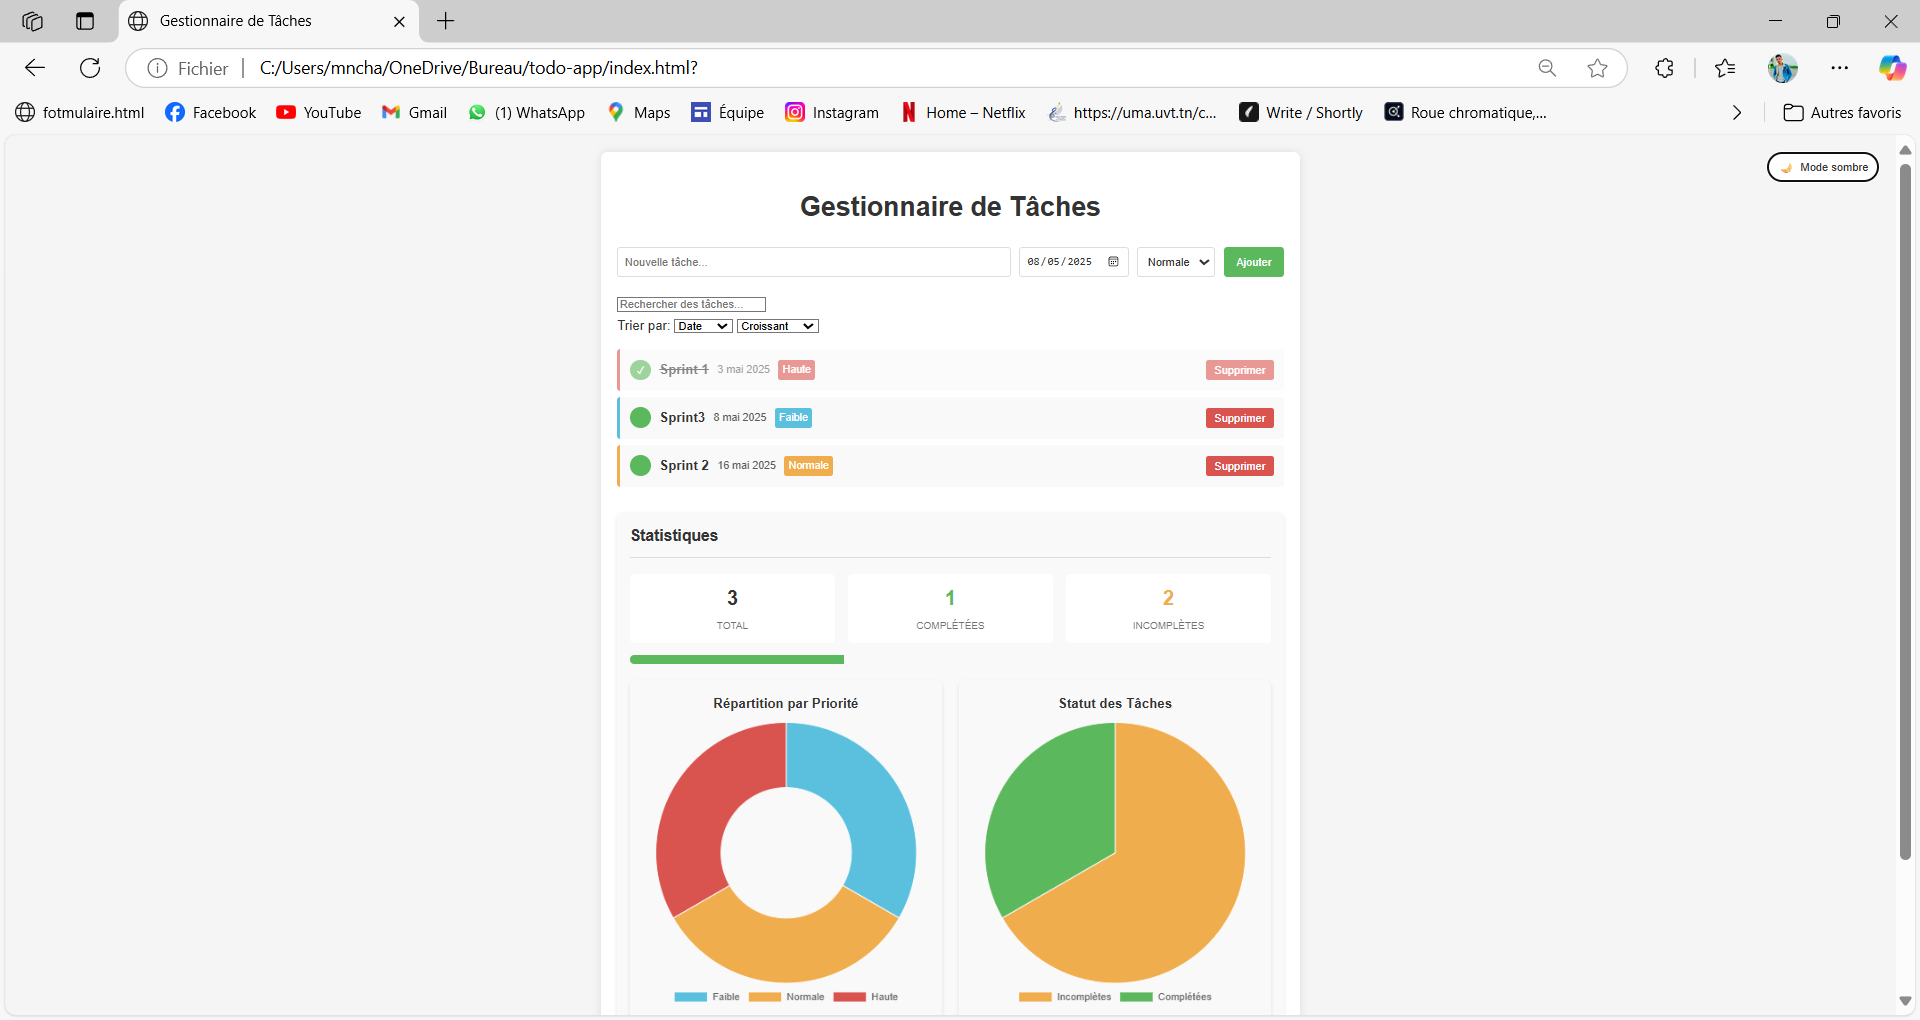 Gestionnaire de Tâches
Fichier C:/Users/mncha/OneDrive/Bureau/todo-app/index.html?
fotmulaire.html Facebook YouTube Gmail (1) WhatsApp Maps Équipe Instagram Home – Netflix https://uma.uvt.tn/c... Write / Shortly Roue chromatique,... Autres favoris
Mode sombre
Gestionnaire de Tâches
Nouvelle tâche... 08/05/2025 Normale Ajouter
Rechercher des tâches...
Trier par: Date Croissant
Sprint 1 3 mai 2025 Haute Supprimer
Sprint3 8 mai 2025 Faible Supprimer
Sprint 2 16 mai 2025 Normale Supprimer
Statistiques
3 1 2
TOTAL COMPLÉTÉES INCOMPLÈTES
Répartition par Priorité Statut des Tâches
Faible Normale Haute Incomplètes Complétées